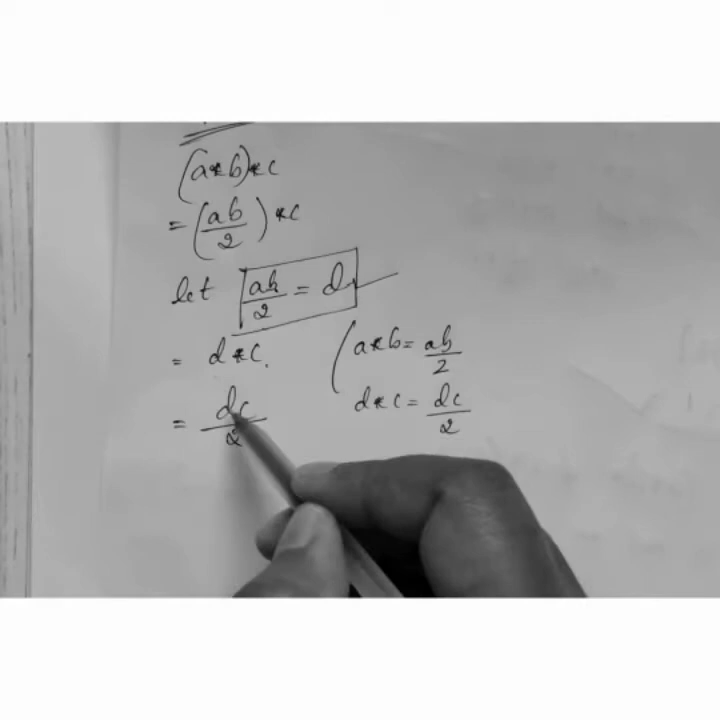 (a*b)*c
= (ab/2)*c
let ab/2 = d
= d*c.
(a*b = ab/2
= dc/2
d*c = dc/2